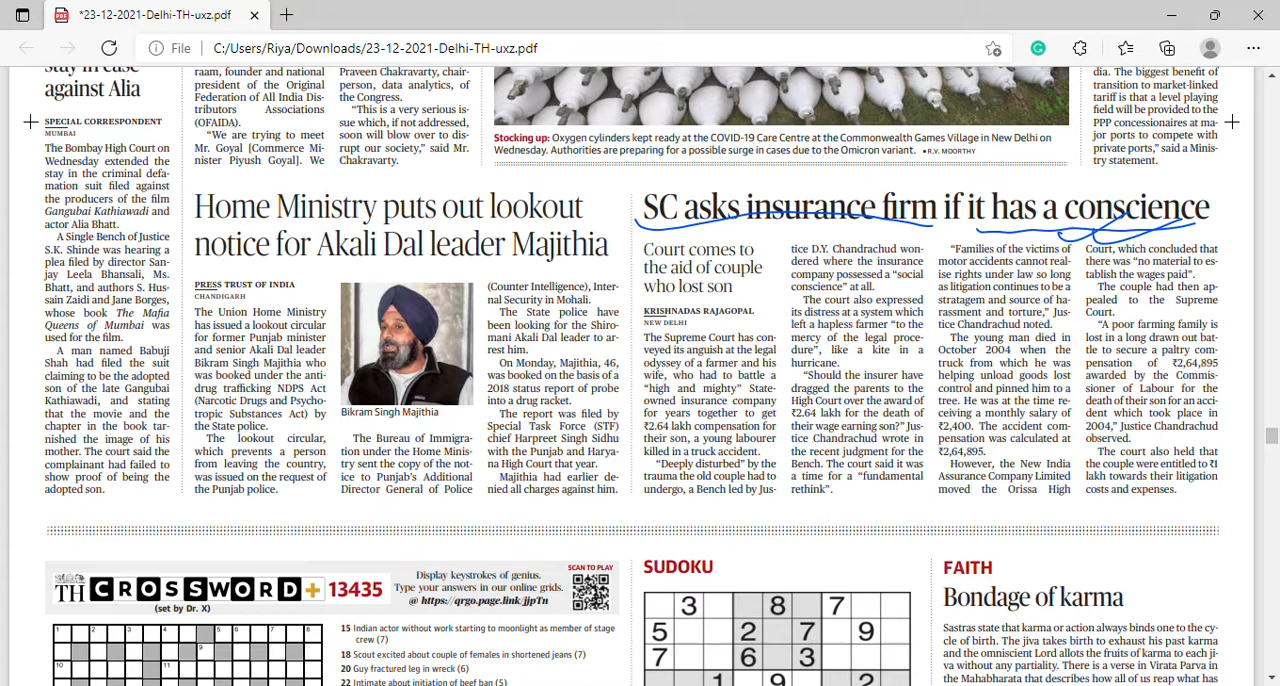 *23-12-2021-Delhi-TH-uxz.pdf
File
C:/Users/Riya/Downloads/23-12-2021-Delhi-TH-uxz.pdf
stay in case
against Alia
SPECIAL CORRESPONDENT
MUMBAI
The Bombay High Court on
Wednesday extended the
stay in the criminal defa-
mation suit filed against
the producers of the film
Gangubai Kathiawadi and
actor Alia Bhatt.
A Single Bench of Justice
S.K. Shinde was hearing a
plea filed by director San-
jay Leela Bhansali, Ms.
Bhatt, and authors S. Hus-
sain Zaidi and Jane Borges,
whose book The Mafia
Queens of Mumbai was
used for the film.
A man named Babuji
Shah had filed the suit
claiming to be the adopted
son of the late Gangubai
Kathiawadi, and stating
that the movie and the
chapter in the book tar-
nished the image of his
mother. The court said the
complainant had failed to
show proof of being the
adopted son.
raam, founder and national
president of the Original
Federation of All India Dis-
tributors Associations
(OFAIDA).
"We are trying to meet
Mr. Goyal [Commerce Mi-
nister Piyush Goyal]. We
Praveen Chakravarty, chair-
person, data analytics, of
the Congress.
"This is a very serious is-
sue which, if not addressed,
soon will blow over to dis-
rupt our society," said Mr.
Chakravarty.
Stocking up: Oxygen cylinders kept ready at the COVID-19 Care Centre at the Commonwealth Games Village in New Delhi on
Wednesday. Authorities are preparing for a possible surge in cases due to the Omicron variant. •R.V. MOORTHY
dia. The biggest benefit of
transition to market-linked
tariff is that a level playing
field will be provided to the
PPP concessionaires at ma-
jor ports to compete with
private ports," said a Minis-
try statement.
Home Ministry puts out lookout
notice for Akali Dal leader Majithia
PRESS TRUST OF INDIA
CHANDIGARH
The Union Home Ministry
has issued a lookout circular
for former Punjab minister
and senior Akali Dal leader
Bikram Singh Majithia who
was booked under the anti-
drug trafficking NDPS Act
(Narcotic Drugs and Psycho-
tropic Substances Act) by
the State police.
The lookout circular,
which prevents a person
from leaving the country,
was issued on the request of
the Punjab police.
Bikram Singh Majithia
The Bureau of Immigra-
tion under the Home Minis-
try sent the copy of the not-
ice to Punjab's Additional
Director General of Police
(Counter Intelligence), Inter-
nal Security in Mohali.
The State police have
been looking for the Shiro-
mani Akali Dal leader to ar-
rest him.
On Monday, Majithia, 46,
was booked on the basis of a
2018 status report of probe
into a drug racket.
The report was filed by
Special Task Force (STF)
chief Harpreet Singh Sidhu
with the Punjab and Harya-
na High Court that year.
Majithia had earlier de-
nied all charges against him.
SC asks insurance firm if it has a conscience
Court comes to
the aid of couple
who lost son
KRISHNADAS RAJAGOPAL
NEW DELHI
The Supreme Court has con-
veyed its anguish at the legal
odyssey of a farmer and his
wife, who had to battle a
"high and mighty" State-
owned insurance company
for years together to get
₹2.64 lakh compensation for
their son, a young labourer
killed in a truck accident.
"Deeply disturbed" by the
trauma the old couple had to
undergo, a Bench led by Jus-
tice D.Y. Chandrachud won-
dered where the insurance
company possessed a "social
conscience" at all.
The court also expressed
its distress at a system which
left a hapless farmer "to the
mercy of the legal proce-
dure", like a kite in a
hurricane.
"Should the insurer have
dragged the parents to the
High Court over the award of
₹2.64 lakh for the death of
their wage earning son?" Jus-
tice Chandrachud wrote in
the recent judgment for the
Bench. The court said it was
a time for a "fundamental
rethink".
"Families of the victims of
motor accidents cannot real-
ise rights under law so long
as litigation continues to be a
stratagem and source of ha-
rassment and torture," Jus-
tice Chandrachud noted.
The young man died in
October 2004 when the
truck from which he was
helping unload goods lost
control and pinned him to a
tree. He was at the time re-
ceiving a monthly salary of
₹2,400. The accident com-
pensation was calculated at
₹2,64,895.
However, the New India
Assurance Company Limited
moved the Orissa High
Court, which concluded that
there was "no material to es-
tablish the wages paid".
The couple had then ap-
pealed to the Supreme
Court.
"A poor farming family is
lost in a long drawn out bat-
tle to secure a paltry com-
pensation of ₹2,64,895
awarded by the Commis-
sioner of Labour for the
death of their son for an acci-
dent which took place in
2004," Justice Chandrachud
observed.
The court also held that
the couple were entitled to ₹1
lakh towards their litigation
costs and expenses.
TH CROSSWORD+ 13435
(set by Dr. X)
Display keystrokes of genius.
Type your answers in our online grids.
@ https://qrgo.page.link/jjpTn
SCAN TO PLAY
1 2 3 4 5 6 7 8
9
10 11
15 Indian actor without work starting to moonlight as member of stage
crew (7)
18 Scout excited about couple of females in shortened jeans (7)
20 Guy fractured leg in wreck (6)
22 Intimate about initiation of beef ban (5)
SUDOKU
3 8 7
5 2 7 9
7 6 3
1 9 2
FAITH
Bondage of karma
Sastras state that karma or action always binds one to the cy-
cle of birth. The jiva takes birth to exhaust his past karma
and the omniscient Lord allots the fruits of karma to each ji-
va without any partiality. There is a verse in Virata Parva in
the Mahabharata that describes how all of us reap what has